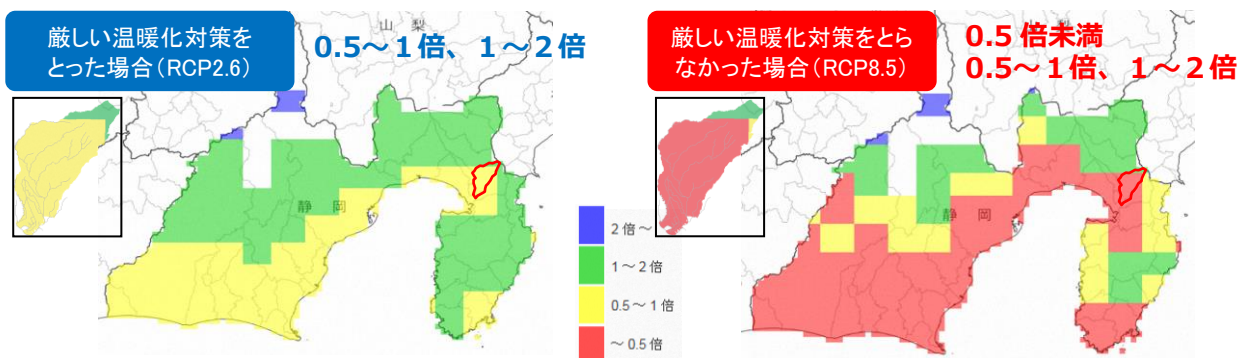 厳しい温暖化対策を
とった場合（RCP2.6）
0.5～1倍、1～2倍
山 梨
静 岡
2 倍～
1～2 倍
0.5～ 1 倍
～ 0.5 倍
厳しい温暖化対策をとら
なかった場合（RCP8.5）
0.5 倍未満
0.5～1倍、1～2倍
山 梨
静 岡